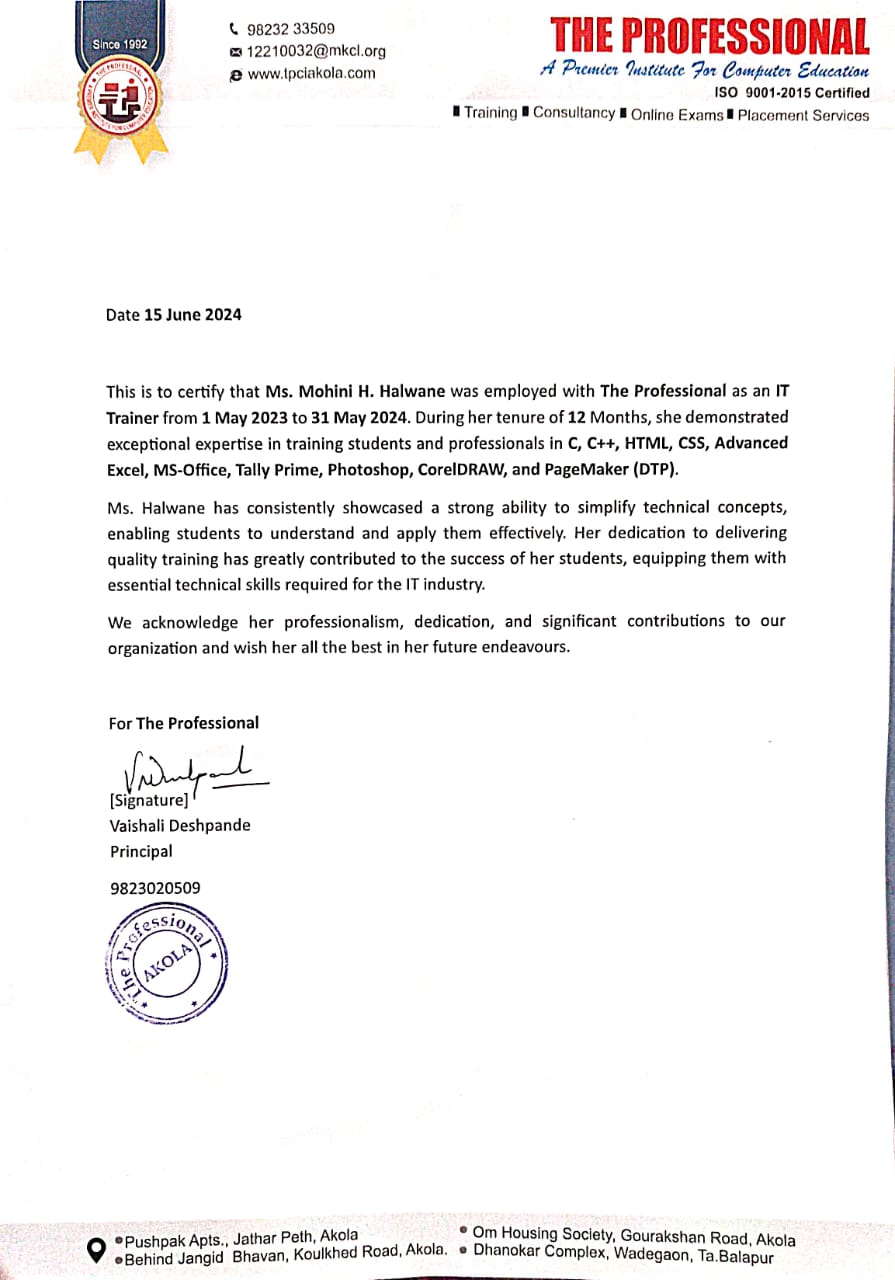 Since 1992
98232 33509
12210032@mkcl.org
www.tpciakola.com
THE PROFESSIONAL
A Premier Institute For Computer Education
ISO 9001-2015 Certified
Training Consultancy Online Exams Placement Services
Date 15 June 2024
This is to certify that Ms. Mohini H. Halwane was employed with The Professional as an IT
Trainer from 1 May 2023 to 31 May 2024. During her tenure of 12 Months, she demonstrated
exceptional expertise in training students and professionals in C, C++, HTML, CSS, Advanced
Excel, MS-Office, Tally Prime, Photoshop, CorelDRAW, and PageMaker (DTP).
Ms. Halwane has consistently showcased a strong ability to simplify technical concepts,
enabling students to understand and apply them effectively. Her dedication to delivering
quality training has greatly contributed to the success of her students, equipping them with
essential technical skills required for the IT industry.
We acknowledge her professionalism, dedication, and significant contributions to our
organization and wish her all the best in her future endeavours.
For The Professional
[Signature]
Vaishali Deshpande
Principal
9823020509
The Professional
AKOLA
Pushpak Apts., Jathar Peth, Akola
Behind Jangid Bhavan, Koulkhed Road, Akola.
Om Housing Society, Gourakshan Road, Akola
Dhanokar Complex, Wadegaon, Ta.Balapur